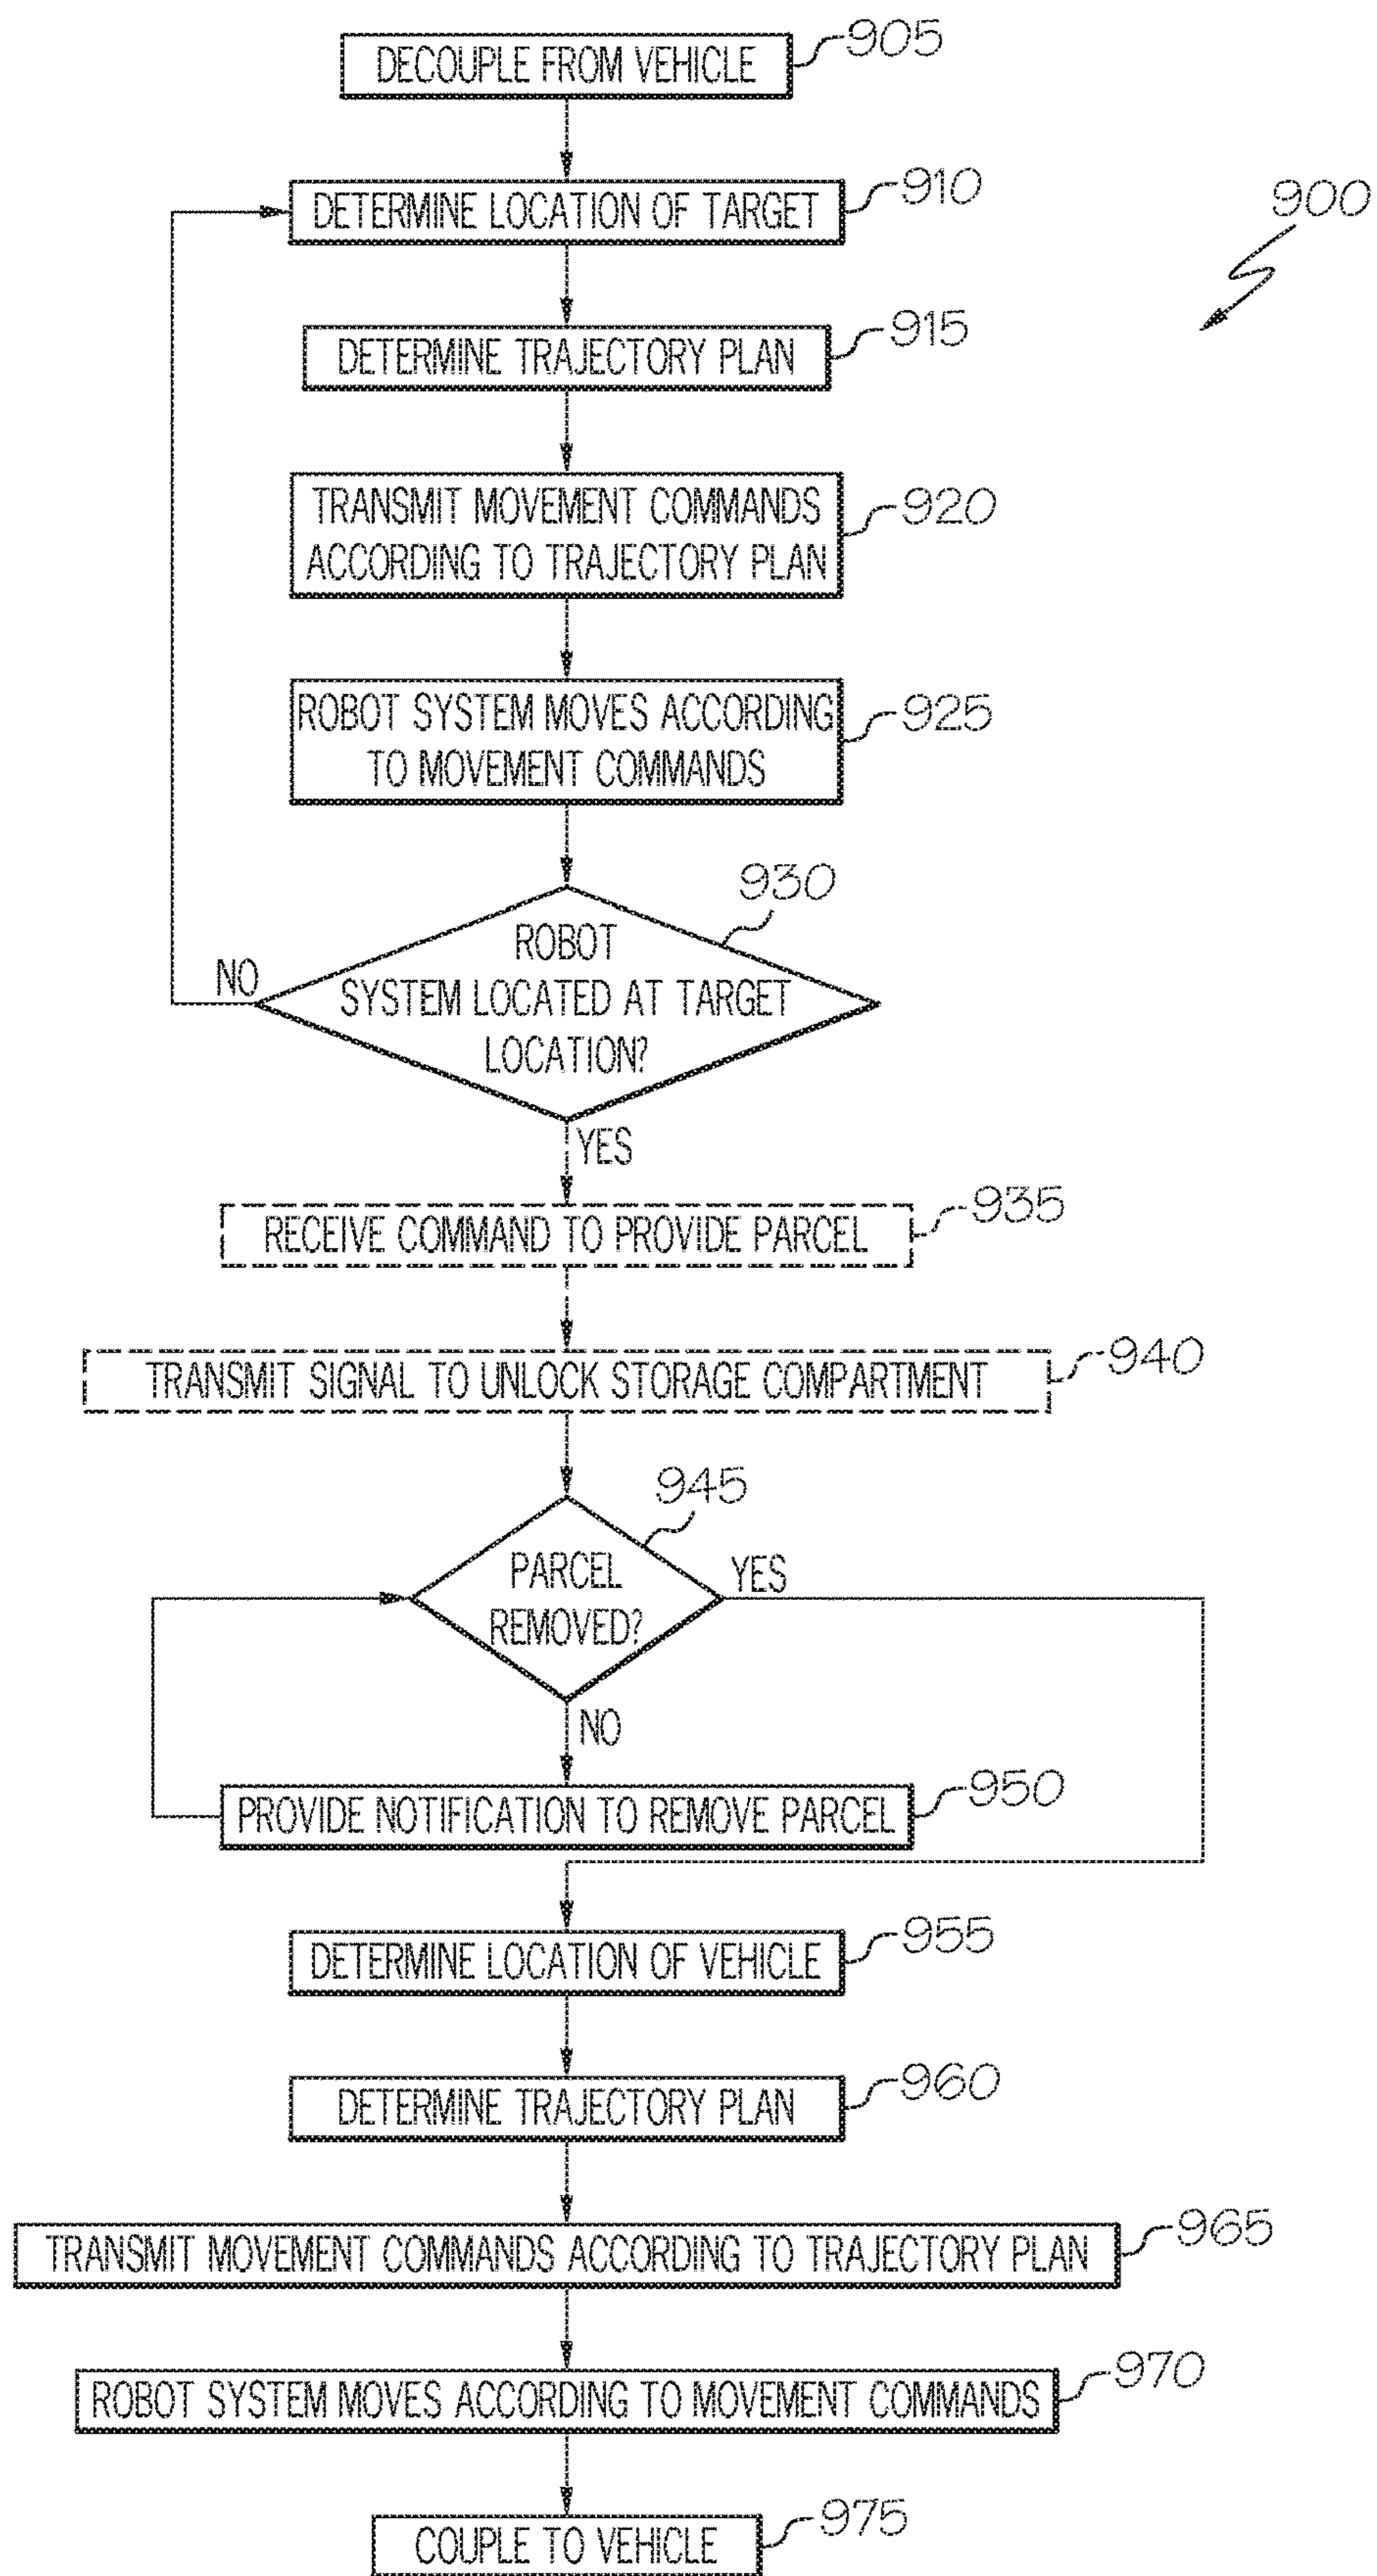 DECOUPLE FROM VEHICLE
905
DETERMINE LOCATION OF TARGET
910
900
DETERMINE TRAJECTORY PLAN
915
TRANSMIT MOVEMENT COMMANDS
ACCORDING TO TRAJECTORY PLAN
920
ROBOT SYSTEM MOVES ACCORDING
TO MOVEMENT COMMANDS
925
930
ROBOT
SYSTEM LOCATED AT TARGET
LOCATION?
NO
YES
RECEIVE COMMAND TO PROVIDE PARCEL
935
TRANSMIT SIGNAL TO UNLOCK STORAGE COMPARTMENT
940
945
PARCEL
REMOVED?
YES
NO
PROVIDE NOTIFICATION TO REMOVE PARCEL
950
DETERMINE LOCATION OF VEHICLE
955
DETERMINE TRAJECTORY PLAN
960
TRANSMIT MOVEMENT COMMANDS ACCORDING TO TRAJECTORY PLAN
965
ROBOT SYSTEM MOVES ACCORDING TO MOVEMENT COMMANDS
970
COUPLE TO VEHICLE
975